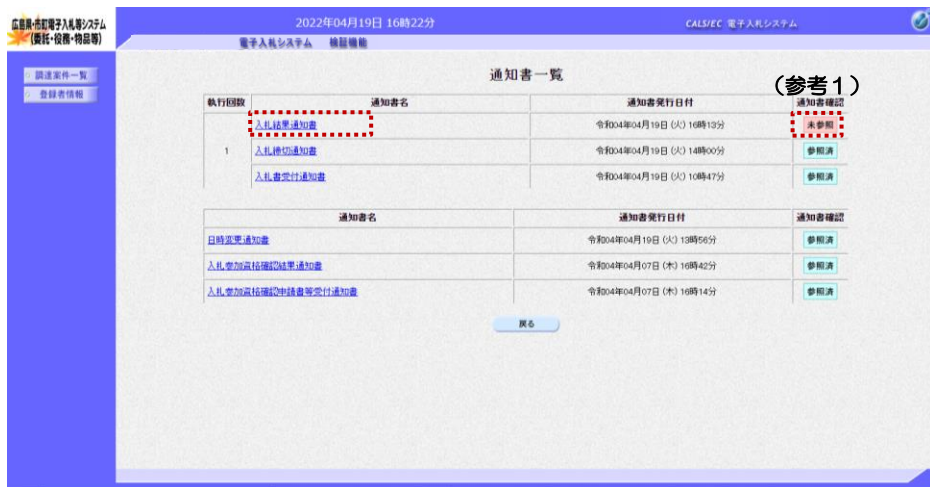 広島県・市町電子入札等システム
(委託・役務・物品等)
2022年04月19日 16時22分
CALS/EC 電子入札システム
電子入札システム 検証機能
調達案件一覧
登録者情報
通知書一覧
(参考1)
執行回数 通知書名 通知書発行日付 通知書確認
入札結果通知書 令和04年04月19日 (火) 16時13分 未参照
1 入札締切通知書 令和04年04月19日 (火) 14時00分 参照済
入札書受付通知書 令和04年04月19日 (火) 10時47分 参照済
通知書名 通知書発行日付 通知書確認
日時変更通知書 令和04年04月19日 (火) 13時56分 参照済
入札参加資格確認結果通知書 令和04年04月07日 (木) 16時42分 参照済
入札参加資格確認申請書等受付通知書 令和04年04月07日 (木) 16時14分 参照済
戻る